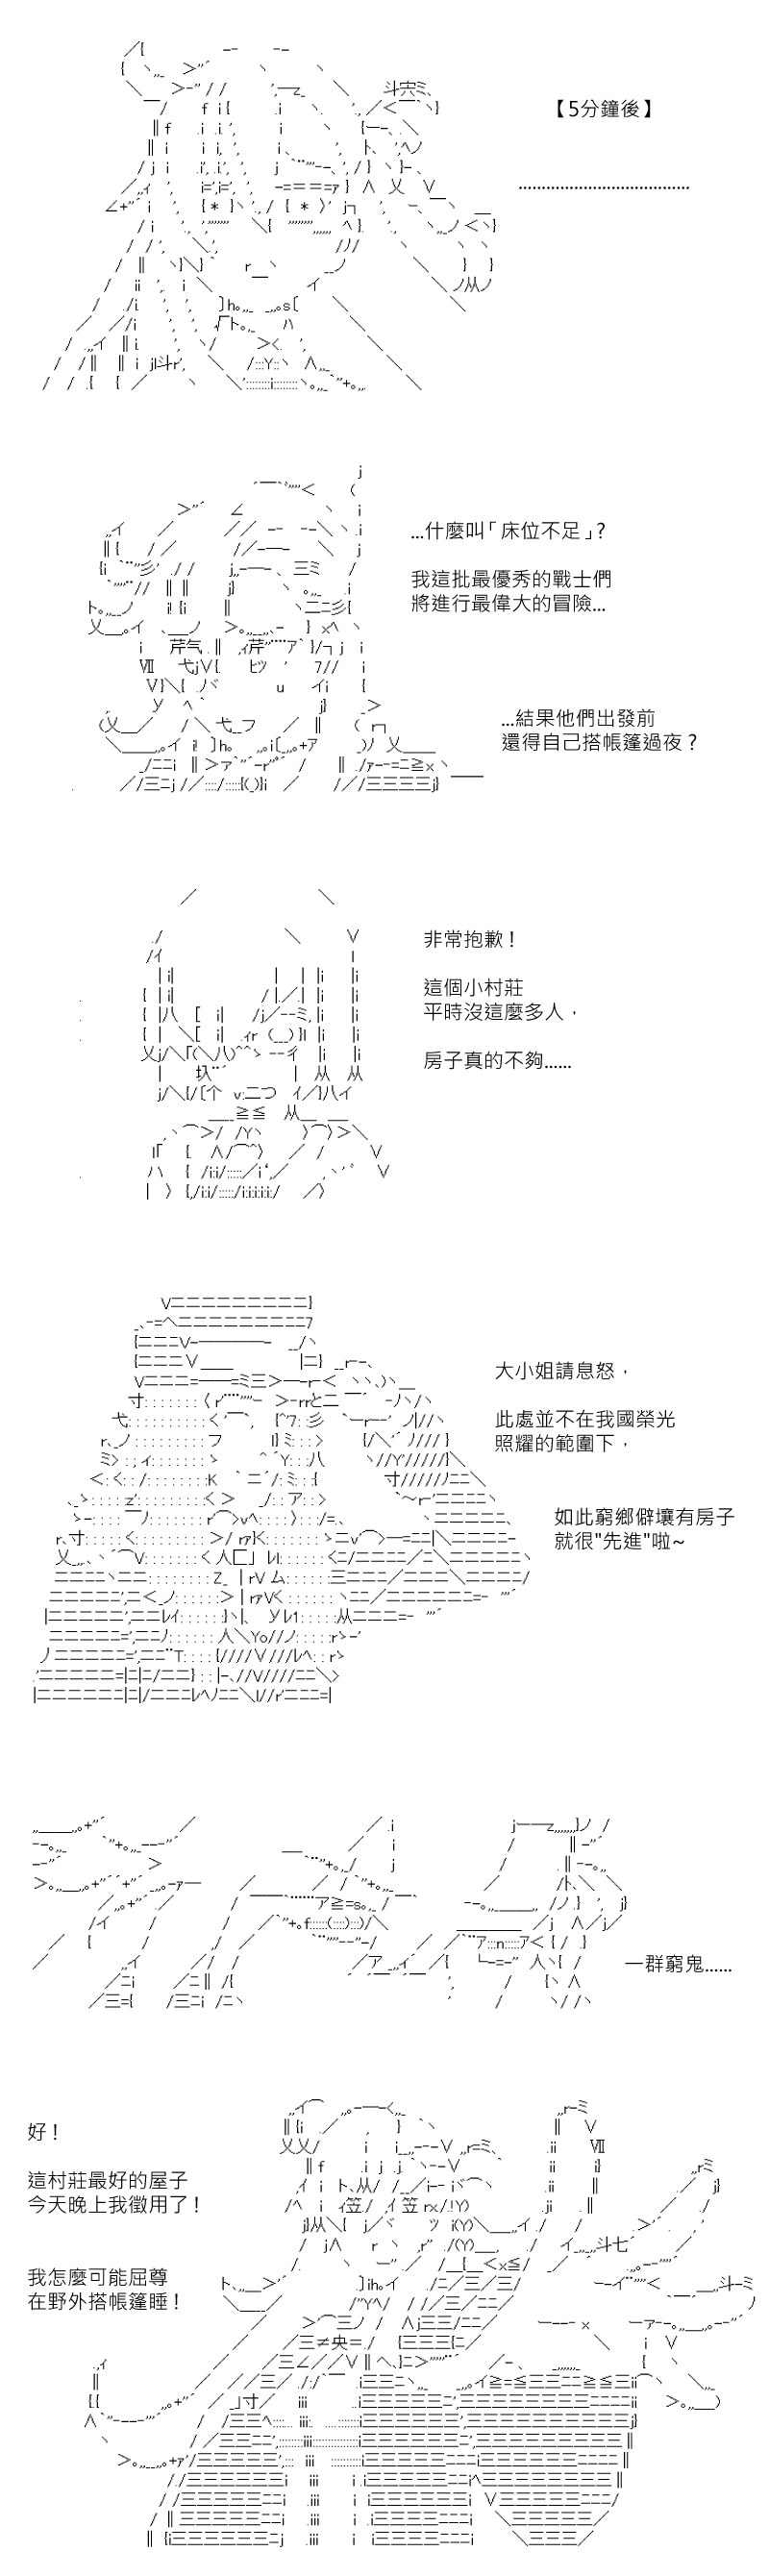 【5分鐘後】
.......................................
...什麼叫「床位不足」?
我這批最優秀的戰士們
將進行最偉大的冒險...
...結果他們出發前
還得自己搭帳篷過夜？
非常抱歉！
這個小村莊
平時沒這麼多人，
房子真的不夠......
大小姐請息怒，
此處並不在我國榮光
照耀的範圍下，
如此窮鄉僻壤有房子
就很"先進"啦~
一群窮鬼......
好！
這村莊最好的屋子
今天晚上我徵用了！
我怎麼可能屈尊
在野外搭帳篷睡！